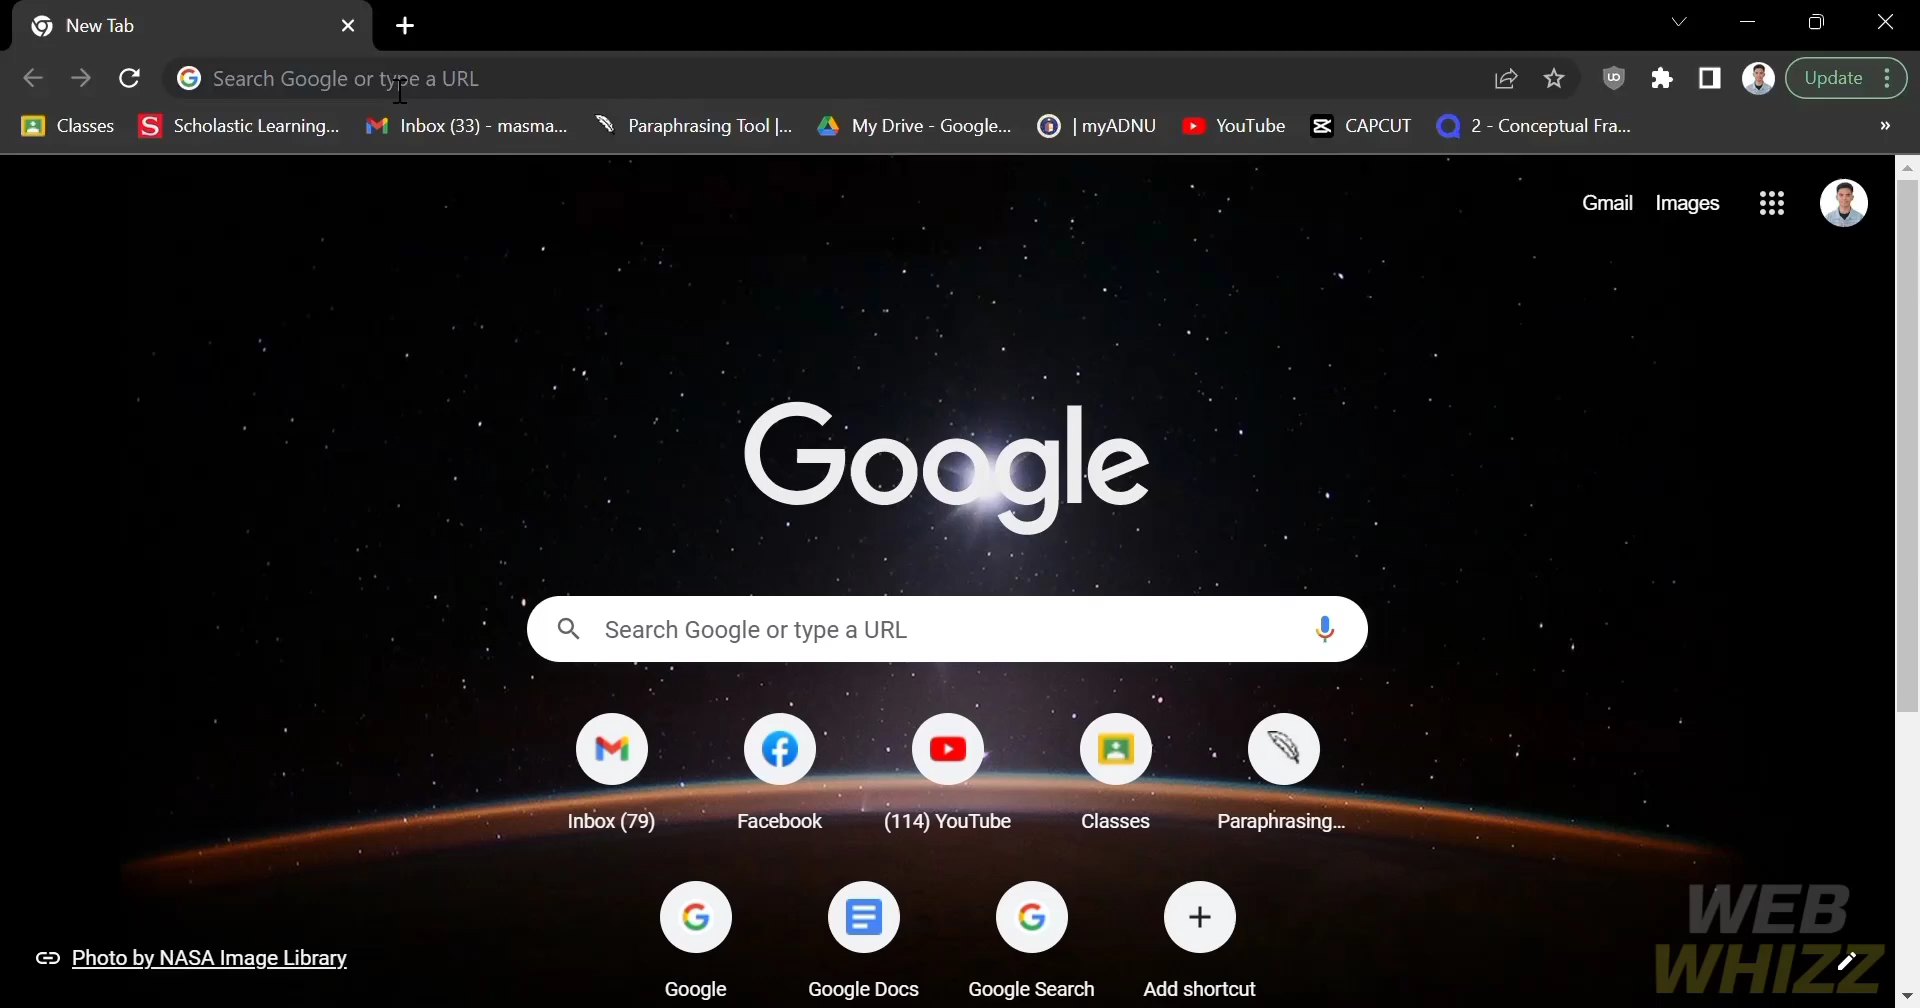 New Tab
Search Google or type a URL
Update
Classes
Scholastic Learning...
Inbox (33) - masma...
Paraphrasing Tool |...
My Drive - Google...
| myADNU
YouTube
CAPCUT
2 - Conceptual Fra...
»
Gmail Images
Google
Search Google or type a URL
Inbox (79)
Facebook
(114) YouTube
Classes
Paraphrasing...
Google
Google Docs
Google Search
Add shortcut
Photo by NASA Image Library
WEB
WHIZZ